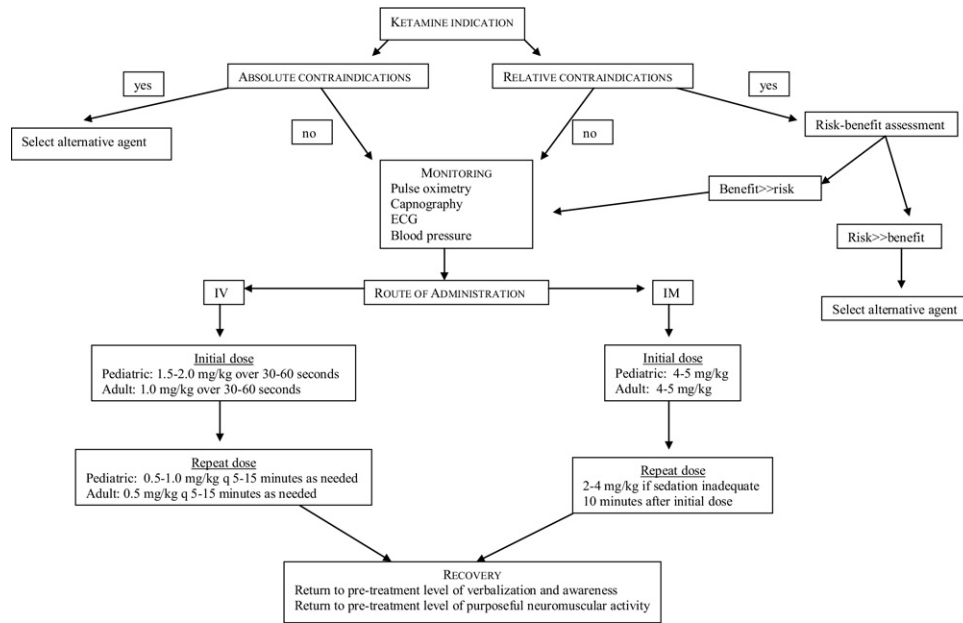 KETAMINE INDICATION
ABSOLUTE CONTRAINDICATIONS
RELATIVE CONTRAINDICATIONS
yes
yes
Select alternative agent
no
no
Risk-benefit assessment
MONITORING
Pulse oximetry
Capnography
ECG
Blood pressure
Benefit>>risk
Risk>>benefit
Select alternative agent
IV
ROUTE OF ADMINISTRATION
IM
Initial dose
Pediatric: 1.5-2.0 mg/kg over 30-60 seconds
Adult: 1.0 mg/kg over 30-60 seconds
Initial dose
Pediatric: 4-5 mg/kg
Adult: 4-5 mg/kg
Repeat dose
Pediatric: 0.5-1.0 mg/kg q 5-15 minutes as needed
Adult: 0.5 mg/kg q 5-15 minutes as needed
Repeat dose
2-4 mg/kg if sedation inadequate
10 minutes after initial dose
RECOVERY
Return to pre-treatment level of verbalization and awareness
Return to pre-treatment level of purposeful neuromuscular activity